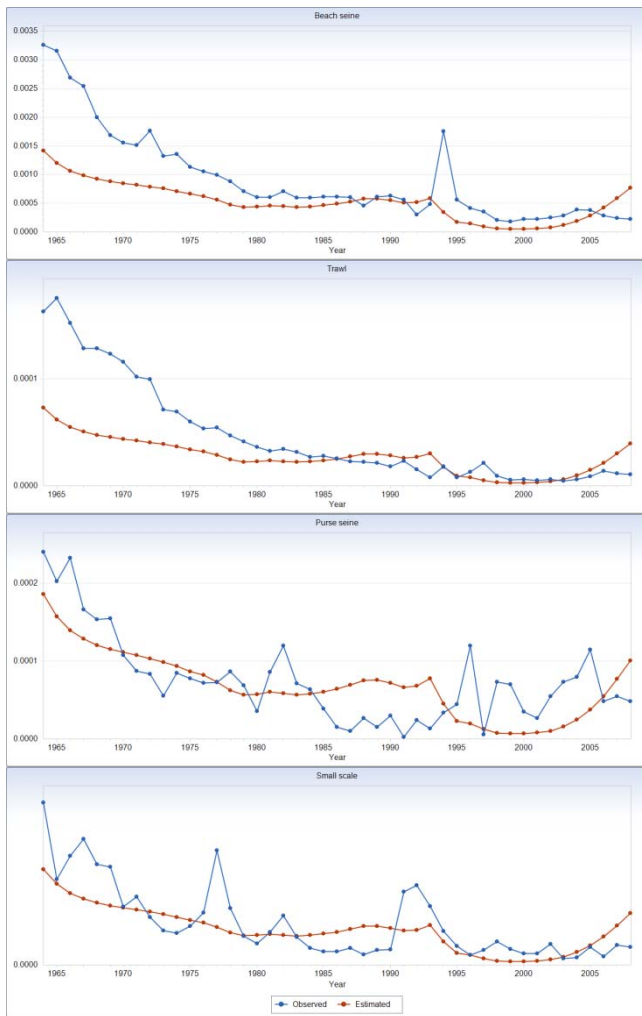 Beach seine
0.0035
0.0030
0.0025
0.0020
0.0015
0.0010
0.0005
0.0000
1965 1970 1975 1980 1985 1990 1995 2000 2005
Year
Trawl
0.0001
0.0000
1965 1970 1975 1980 1985 1990 1995 2000 2005
Year
Purse seine
0.0002
0.0001
0.0000
1965 1970 1975 1980 1985 1990 1995 2000 2005
Year
Small scale
0.0000
1965 1970 1975 1980 1985 1990 1995 2000 2005
Year
Observed Estimated